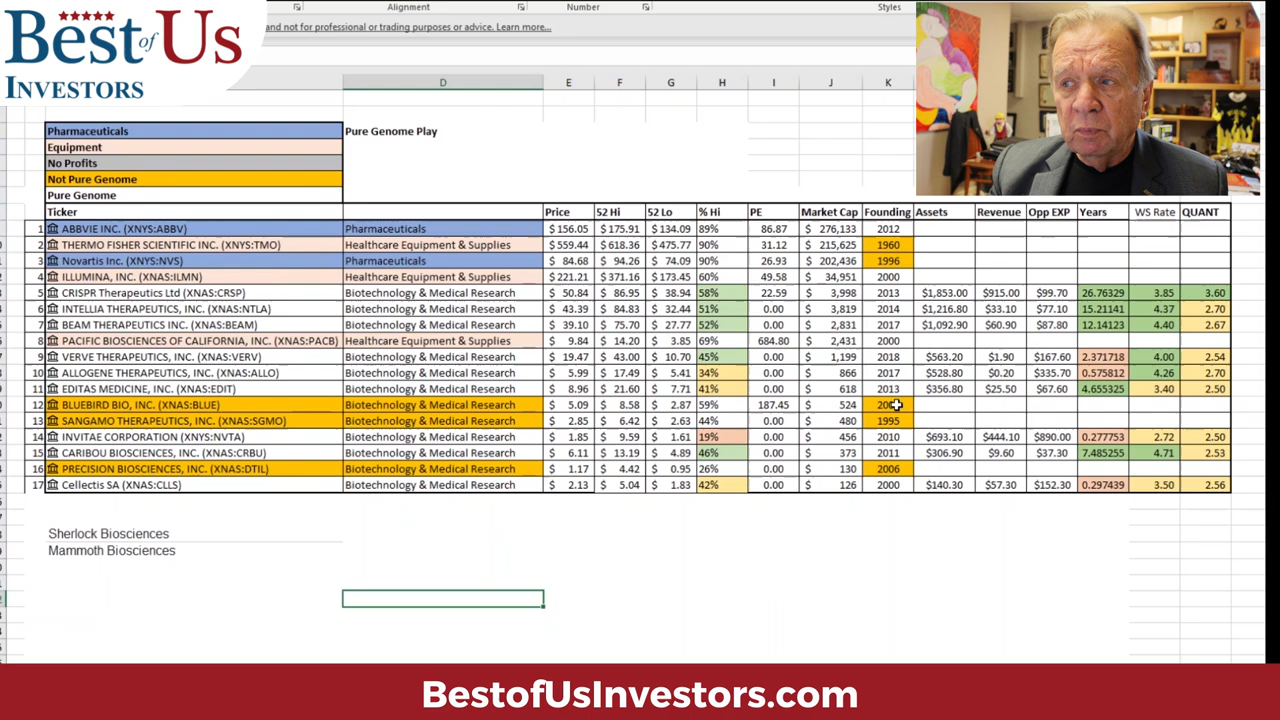 Alignment Number Styles
Best of Us
Investors
and not for professional or trading purposes or advice. Learn more...
D E F G H I J K
Pharmaceuticals Pure Genome Play
Equipment
No Profits
Not Pure Genome
Pure Genome
Ticker Price 52 Hi 52 Lo % Hi PE Market Cap Founding Assets Revenue Opp EXP Years WS Rate QUANT
1 ABBVIE INC. (XNYS:ABBV) Pharmaceuticals $ 156.05 $ 175.91 $ 134.09 89% 86.87 $ 276,133 2012
2 THERMO FISHER SCIENTIFIC INC. (XNYS:TMO) Healthcare Equipment & Supplies $ 559.44 $ 618.36 $ 475.77 90% 31.12 $ 215,625 1960
3 Novartis Inc. (XNYS:NVS) Pharmaceuticals $ 84.68 $ 94.26 $ 74.09 90% 26.93 $ 202,436 1996
4 ILLUMINA, INC. (XNAS:ILMN) Healthcare Equipment & Supplies $ 221.21 $ 371.16 $ 173.45 60% 49.58 $ 34,951 2000
5 CRISPR Therapeutics Ltd (XNAS:CRSP) Biotechnology & Medical Research $ 50.84 $ 86.95 $ 38.94 58% 22.59 $ 3,998 2013 $1,853.00 $915.00 $99.70 26.76329 3.85 3.60
6 INTELLIA THERAPEUTICS, INC. (XNAS:NTLA) Biotechnology & Medical Research $ 43.39 $ 84.83 $ 32.44 51% 0.00 $ 3,819 2014 $1,216.80 $33.10 $77.10 15.21141 4.37 2.70
7 BEAM THERAPEUTICS INC. (XNAS:BEAM) Biotechnology & Medical Research $ 39.10 $ 75.70 $ 27.77 52% 0.00 $ 2,831 2017 $1,092.90 $60.90 $87.80 12.14123 4.40 2.67
8 PACIFIC BIOSCIENCES OF CALIFORNIA, INC. (XNAS:PACB) Healthcare Equipment & Supplies $ 9.84 $ 14.20 $ 3.85 69% 684.80 $ 2,431 2000
9 VERVE THERAPEUTICS, INC. (XNAS:VERV) Biotechnology & Medical Research $ 19.47 $ 43.00 $ 10.70 45% 0.00 $ 1,199 2018 $563.20 $1.90 $167.60 2.371718 4.00 2.54
10 ALLOGENE THERAPEUTICS, INC. (XNAS:ALLO) Biotechnology & Medical Research $ 5.99 $ 17.49 $ 5.41 34% 0.00 $ 866 2017 $528.80 $0.20 $335.70 0.575812 4.26 2.70
11 EDITAS MEDICINE, INC. (XNAS:EDIT) Biotechnology & Medical Research $ 8.96 $ 21.60 $ 7.71 41% 0.00 $ 618 2013 $356.80 $25.50 $67.60 4.655325 3.40 2.50
12 BLUEBIRD BIO, INC. (XNAS:BLUE) Biotechnology & Medical Research $ 5.09 $ 8.58 $ 2.87 59% 187.45 $ 524
13 SANGAMO THERAPEUTICS, INC. (XNAS:SGMO) Biotechnology & Medical Research $ 2.85 $ 6.42 $ 2.63 44% 0.00 $ 480 1995
14 INVITAE CORPORATION (XNYS:NVTA) Biotechnology & Medical Research $ 1.85 $ 9.59 $ 1.61 19% 0.00 $ 456 2010 $693.10 $444.10 $890.00 0.277753 2.72 2.50
15 CARIBOU BIOSCIENCES, INC. (XNAS:CRBU) Biotechnology & Medical Research $ 6.11 $ 13.19 $ 4.89 46% 0.00 $ 373 2011 $306.90 $9.60 $37.30 7.485255 4.71 2.53
16 PRECISION BIOSCIENCES, INC. (XNAS:DTIL) Biotechnology & Medical Research $ 1.17 $ 4.42 $ 0.95 26% 0.00 $ 130 2006
17 Cellectis SA (XNAS:CLLS) Biotechnology & Medical Research $ 2.13 $ 5.04 $ 1.83 42% 0.00 $ 126 2000 $140.30 $57.30 $152.30 0.297439 3.50 2.56
Sherlock Biosciences
Mammoth Biosciences
BestofUsInvestors.com